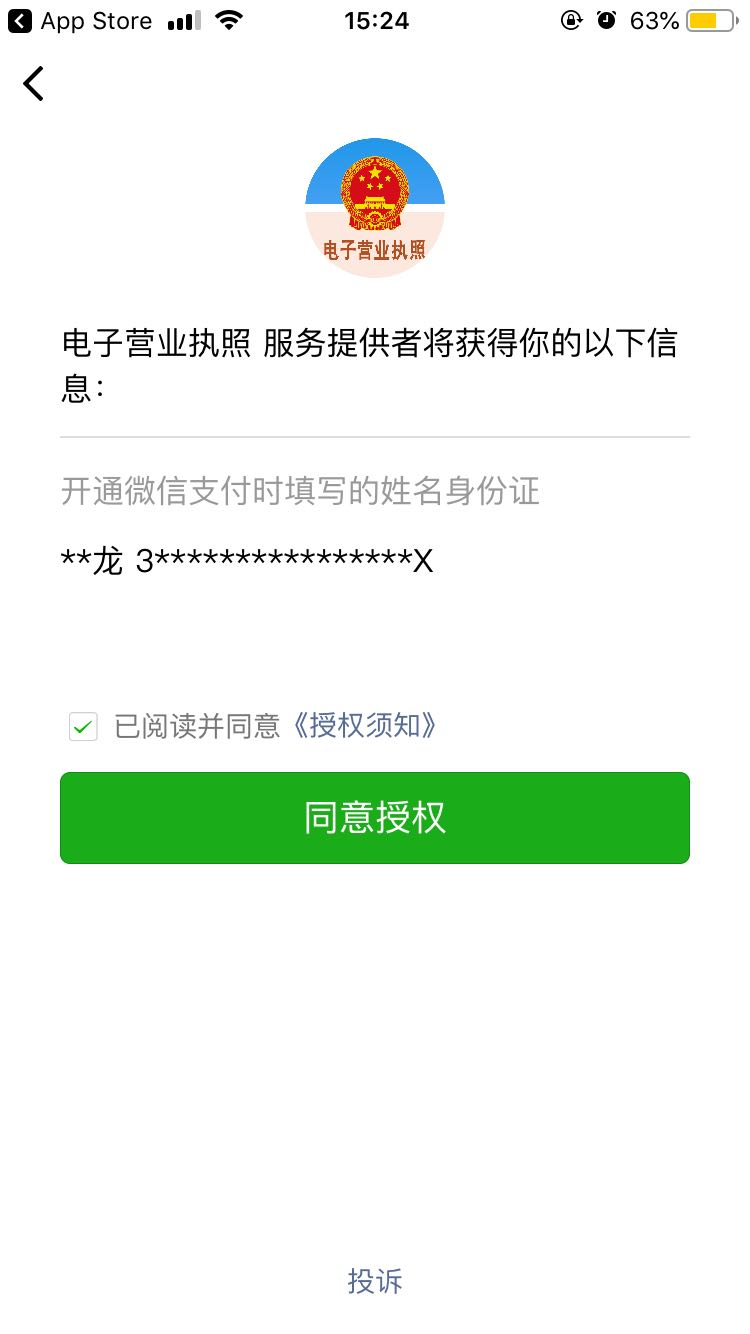 App Store
15:24
63%
电子营业执照
电子营业执照 服务提供者将获得你的以下信
息：
开通微信支付时填写的姓名身份证
**龙 3****************X
已阅读并同意《授权须知》
同意授权
投诉